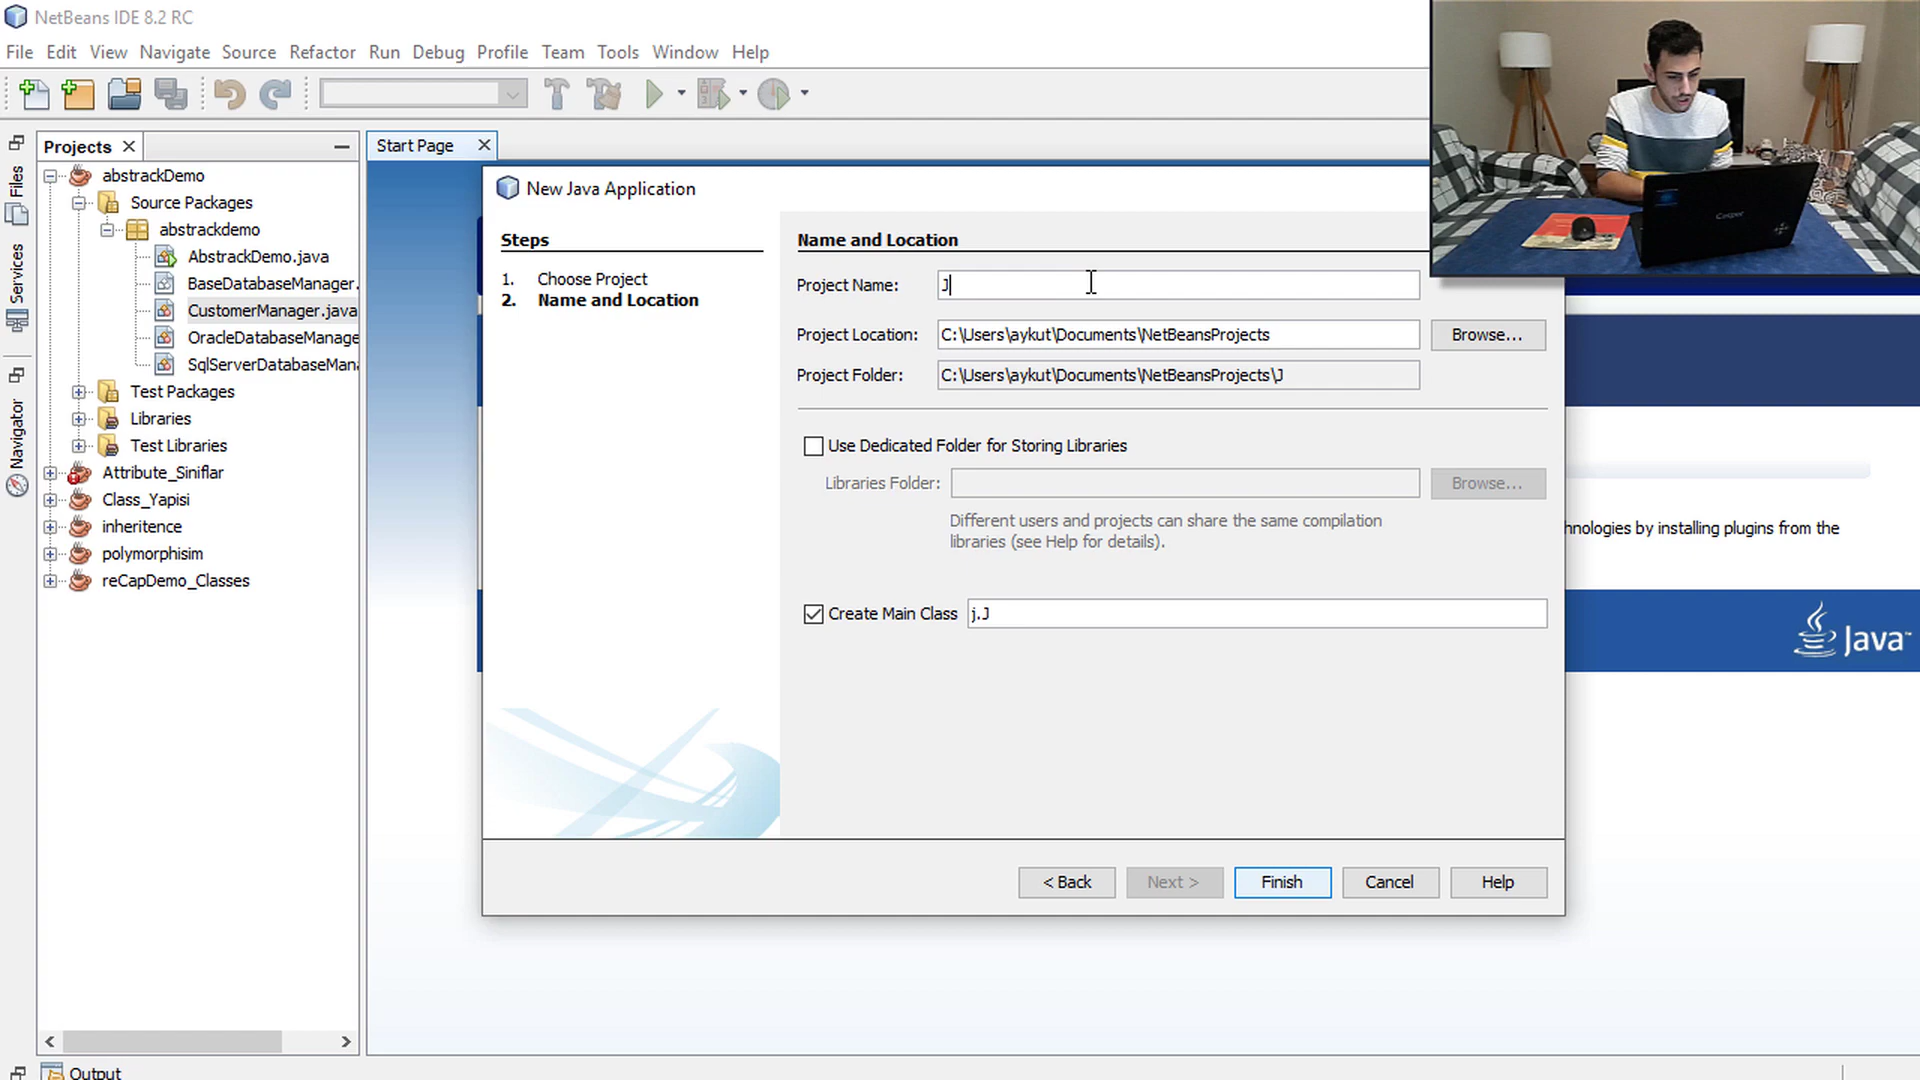 NetBeans IDE 8.2 RC
File Edit View Navigate Source Refactor Run Debug Profile Team Tools Window Help
Projects
Start Page
Files
Services
Navigator
abstrackDemo
Source Packages
abstrackdemo
AbstrackDemo.java
BaseDatabaseManager.
CustomerManager.java
OracleDatabaseManage
SqlServerDatabaseMan
Test Packages
Libraries
Test Libraries
Attribute_Siniflar
Class_Yapisi
inheritence
polymorphisim
reCapDemo_Classes
New Java Application
Steps
1. Choose Project
2. Name and Location
Name and Location
Project Name: J
Project Location: C:\Users\aykut\Documents\NetBeansProjects Browse...
Project Folder: C:\Users\aykut\Documents\NetBeansProjects\J
Use Dedicated Folder for Storing Libraries
Libraries Folder: Browse...
Different users and projects can share the same compilation
libraries (see Help for details).
Create Main Class j.J
< Back Next > Finish Cancel Help
hnologies by installing plugins from the
Java™
Casper
Output